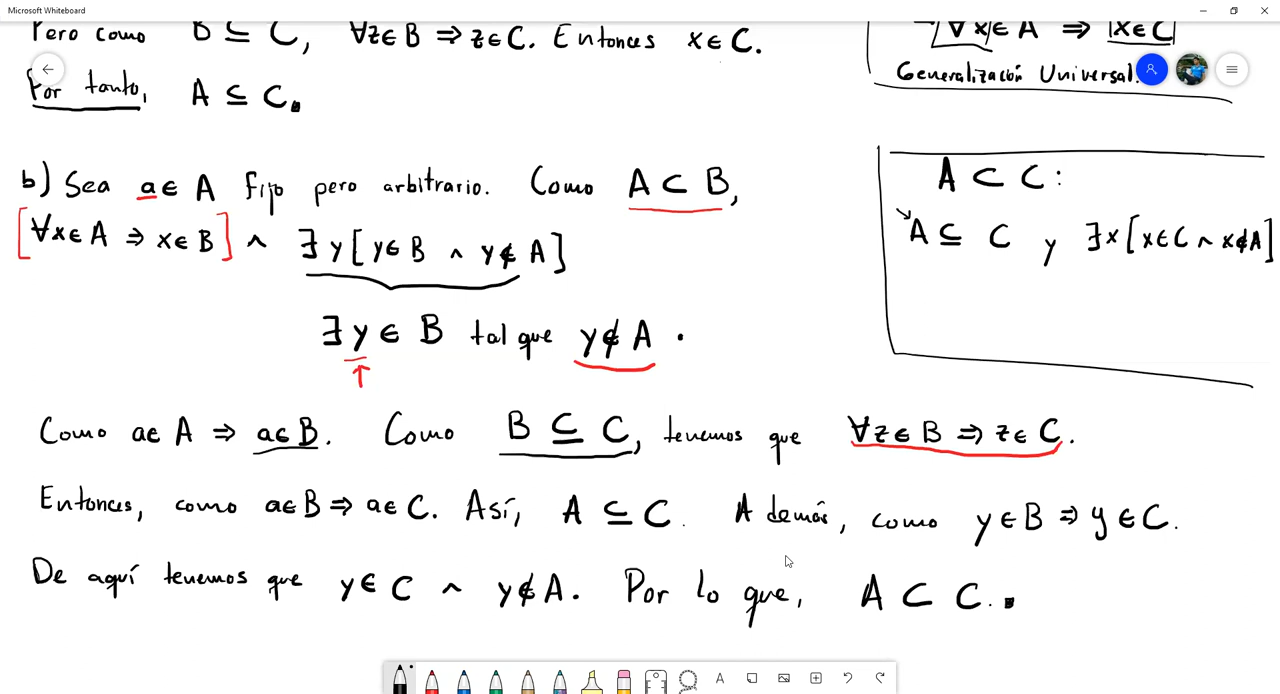 Microsoft Whiteboard
Pero como B ⊆ C, ∀z∈B ⇒ z∈C. Entonces x∈C.
Por tanto, A ⊆ C.
∀x∈A ⇒ x∈C
Generalización Universal.
b) Sea a∈A fijo pero arbitrario. Como A ⊂ B,
[∀x∈A ⇒ x∈B] ∧ ∃y[y∈B ∧ y∉A]
∃y∈B tal que y∉A.
A ⊂ C:
A ⊆ C y ∃x[x∈C ∧ x∉A]
Como a∈A ⇒ a∈B. Como B ⊆ C, tenemos que ∀z∈B ⇒ z∈C.
Entonces, como a∈B ⇒ a∈C. Así, A ⊆ C. Además, como y∈B ⇒ y∈C.
De aquí tenemos que y∈C ∧ y∉A. Por lo que, A ⊂ C.